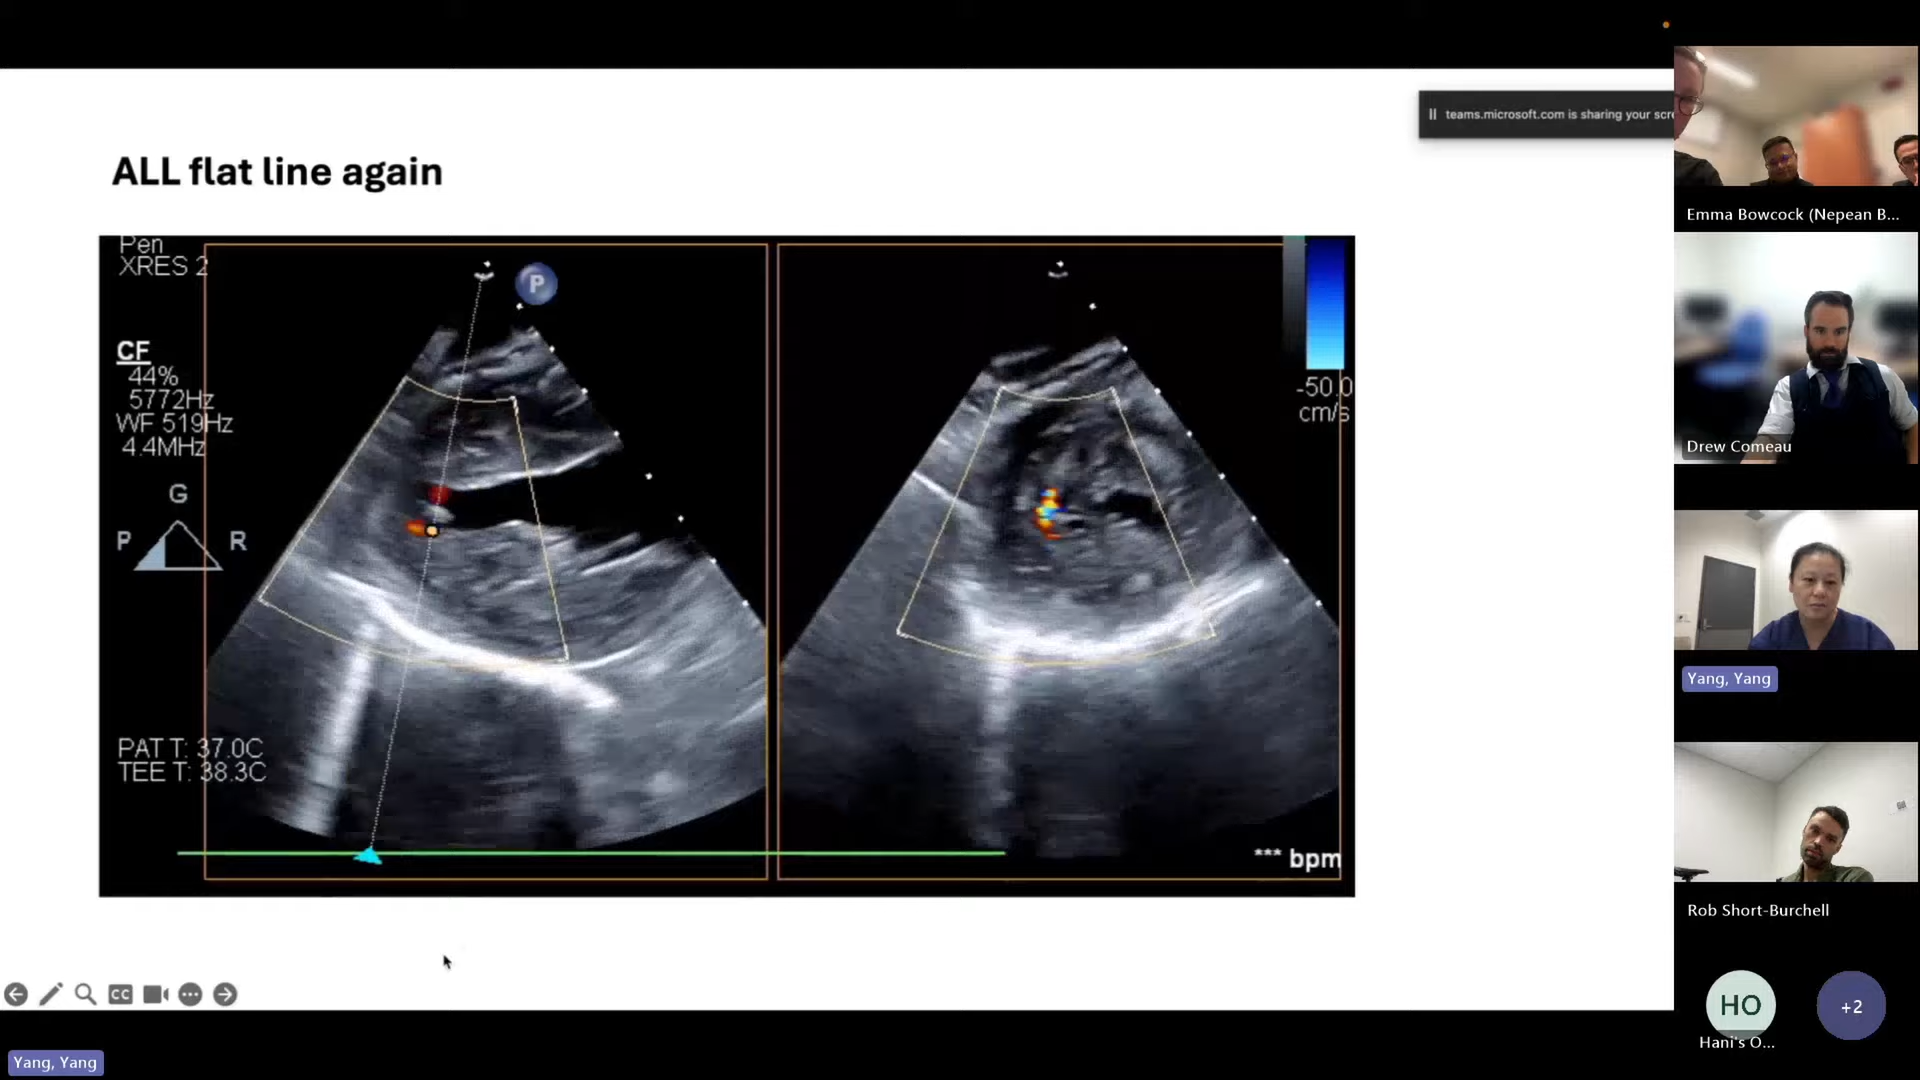 teams.microsoft.com is sharing your scre
ALL flat line again
Pen
XRES 2
P
CF
44%
5772Hz
WF 519Hz
4.4MHz
G
P R
-50.0
cm/s
PAT T: 37.0C
TEE T: 38.3C
*** bpm
CC
Emma Bowcock (Nepean B...
Drew Comeau
Yang, Yang
Rob Short-Burchell
HO
+2
Hani's O...
Yang, Yang